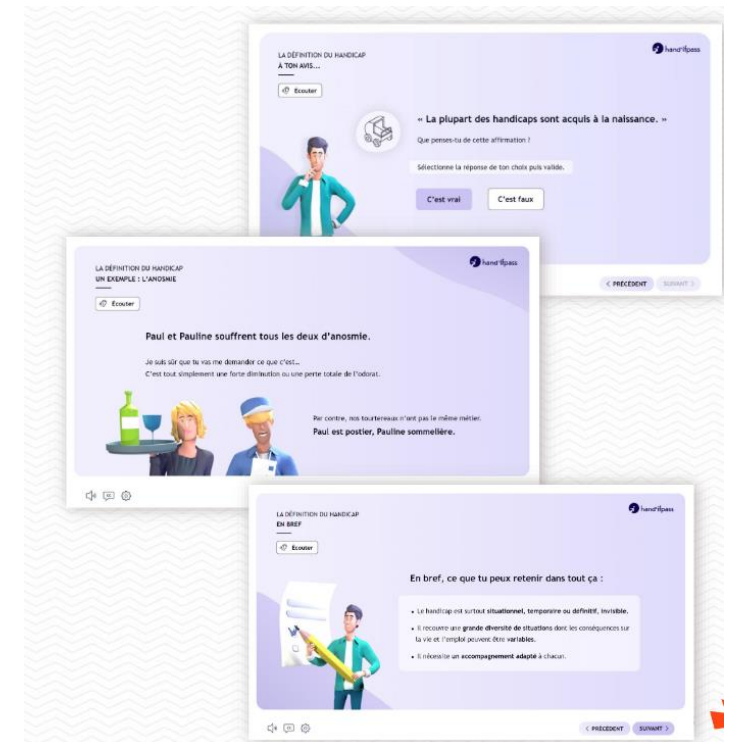 LA DÉFINITION DU HANDICAP
À TON AVIS...
hand'ifpass
Écouter
« La plupart des handicaps sont acquis à la naissance. »
Que penses-tu de cette affirmation ?
Sélectionne la réponse de ton choix puis valide.
C'est vrai
C'est faux
< PRÉCÉDENT
SUIVANT >
LA DÉFINITION DU HANDICAP
UN EXEMPLE : L'ANOSMIE
hand'ifpass
Écouter
Paul et Pauline souffrent tous les deux d'anosmie.
Je suis sûr que tu vas me demander ce que c'est...
C'est tout simplement une forte diminution ou une perte totale de l'odorat.
Par contre, nos tourtereaux n'ont pas le même métier.
Paul est postier, Pauline sommelière.
LA DÉFINITION DU HANDICAP
EN BREF
hand'ifpass
Écouter
En bref, ce que tu peux retenir dans tout ça :
• Le handicap est surtout situationnel, temporaire ou définitif, invisible.
• Il recouvre une grande diversité de situations dont les conséquences sur
la vie et l'emploi peuvent être variables.
• Il nécessite un accompagnement adapté à chacun.
< PRÉCÉDENT
SUIVANT >